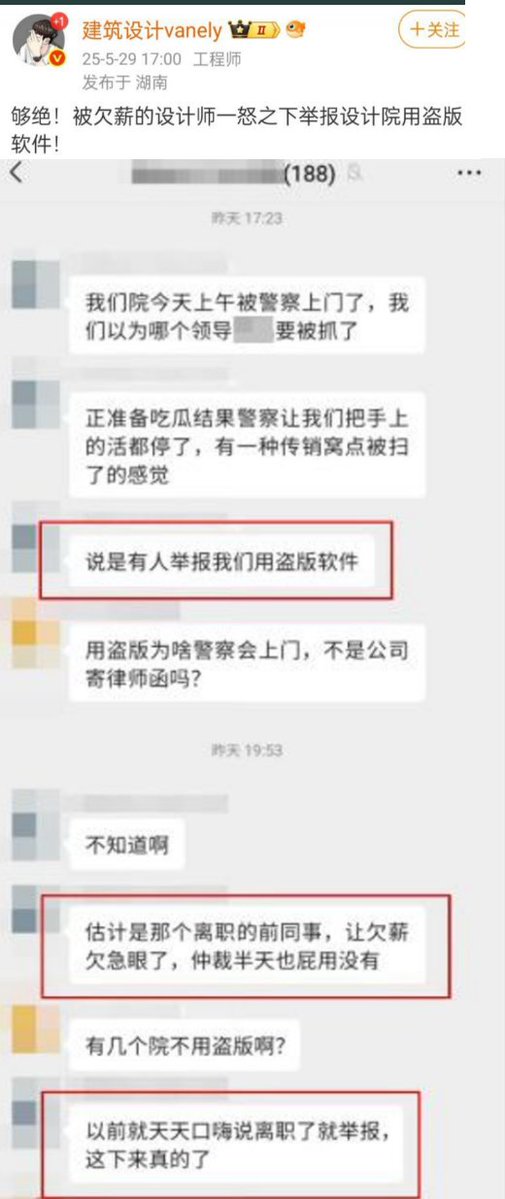 +1
建筑设计vanely II
+关注
25-5-29 17:00 工程师
发布于 湖南
够绝！被欠薪的设计师一怒之下举报设计院用盗版
软件！
(188)
昨天 17:23
我们院今天上午被警察上门了，我
们以为哪个领导 要被抓了
正准备吃瓜结果警察让我们把手上
的活都停了，有一种传销窝点被扫
了的感觉
说是有人举报我们用盗版软件
用盗版为啥警察会上门，不是公司
寄律师函吗？
昨天 19:53
不知道啊
估计是那个离职的前同事，让欠薪
欠急眼了，仲裁半天也屁用没有
有几个院不用盗版啊？
以前就天天口嗨说离职了就举报，
这下来真的了